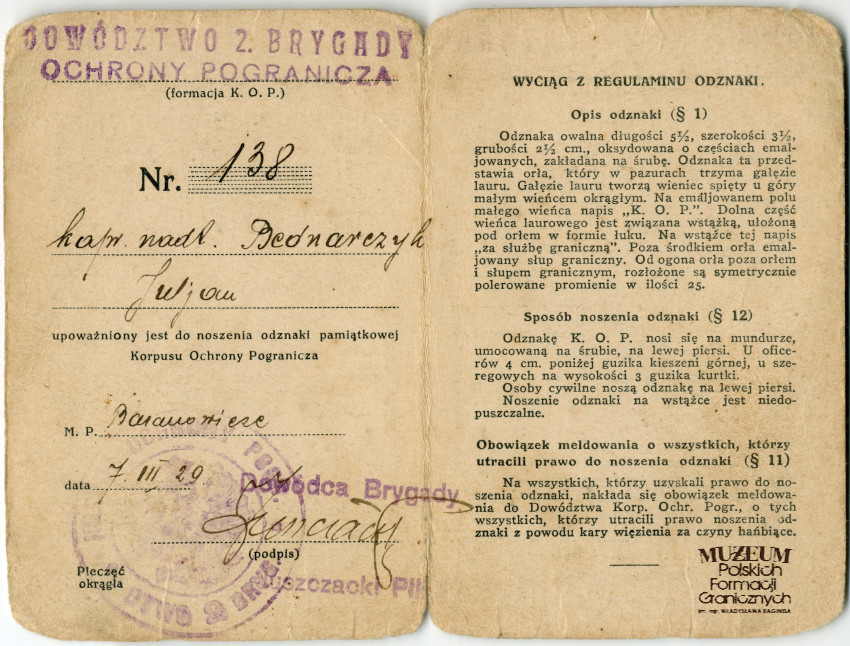 DOWÓDZTWO 2. BRYGADY
OCHRONY POGRANICZA
(formacja K. O. P.)
Nr. 138
kapr. nadt. Bednarczyk
Juljan
upoważniony jest do noszenia odznaki pamiątkowej
Korpusu Ochrony Pogranicza
M. P. Baranowicze
data 7 III 29
Dowódca Brygady
(podpis)
Pieczęć
okrągła
WYCIĄG Z REGULAMINU ODZNAKI.
Opis odznaki (§ 1)
Odznaka owalna długości 5½, szerokości 3½,
grubości 2½ cm., oksydowana o częściach emal-
jowanych, zakładana na śrubę. Odznaka ta przed-
stawia orła, który w pazurach trzyma gałęzie
lauru. Gałęzie lauru tworzą wieniec spięty u góry
małym wieńcem okrągłym. Na emaljowanem polu
małego wieńca napis „K. O. P.”. Dolna część
wieńca laurowego jest związana wstążką, ułożoną
pod orłem w formie łuku. Na wstążce tej napis
„za służbę graniczną”. Poza środkiem orła emal-
jowany słup graniczny. Od ogona orła poza orłem
i słupem granicznym, rozłożone są symetrycznie
polerowane promienie w ilości 25.
Sposób noszenia odznaki (§ 12)
Odznakę K. O. P. nosi się na mundurze,
umocowaną na śrubie, na lewej piersi. U ofice-
rów 4 cm. poniżej guzika kieszeni górnej, u sze-
regowych na wysokości 3 guzika kurtki.
Osoby cywilne noszą odznakę na lewej piersi.
Noszenie odznaki na wstążce jest niedo-
puszczalne.
Obowiązek meldowania o wszystkich, którzy
utracili prawo do noszenia odznaki (§ 11)
Na wszystkich, którzy uzyskali prawo do no-
szenia odznaki, nakłada się obowiązek meldowa-
nia do Dowództwa Korp. Ochr. Pogr., o tych
wszystkich, którzy utracili prawo noszenia od-
znaki z powodu kary więzienia za czyny hańbiące.
MUZEUM
Polskich
Formacji
Granicznych
im. mjr. WŁADYSŁAWA RAGINISA